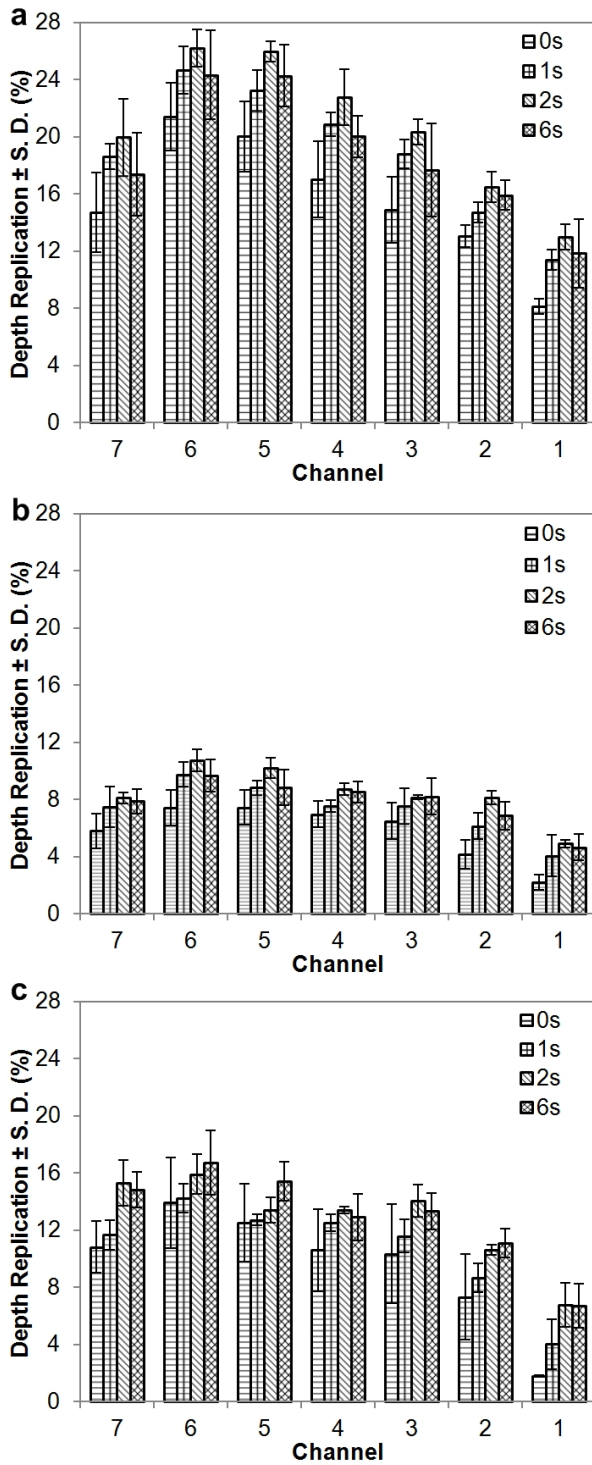 a
Depth Replication ± S. D. (%)
28
24
20
16
12
8
4
0
0s
1s
2s
6s
7 6 5 4 3 2 1
Channel
b
Depth Replication ± S. D. (%)
28
24
20
16
12
8
4
0
0s
1s
2s
6s
7 6 5 4 3 2 1
Channel
c
Depth Replication ± S. D. (%)
28
24
20
16
12
8
4
0
0s
1s
2s
6s
7 6 5 4 3 2 1
Channel